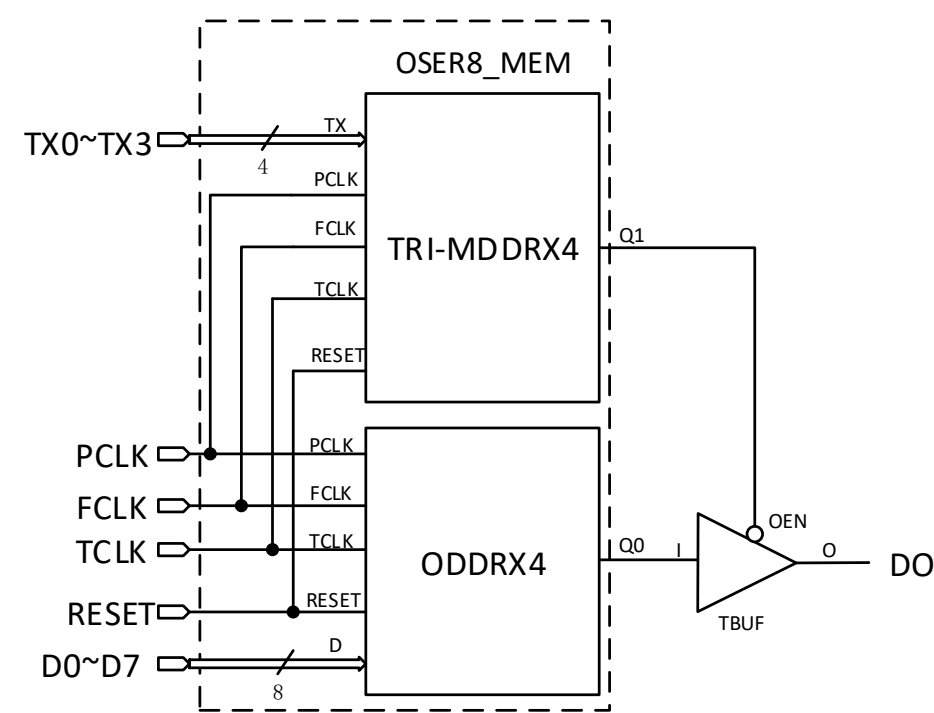 OSER8_MEM
TX0~TX3
4
TX
PCLK
FCLK
TCLK
RESET
TRI-MDDRX4
Q1
PCLK
FCLK
TCLK
RESET
D0~D7
8
PCLK
FCLK
TCLK
RESET
D
ODDRX4
Q0
I
OEN
O
TBUF
DO